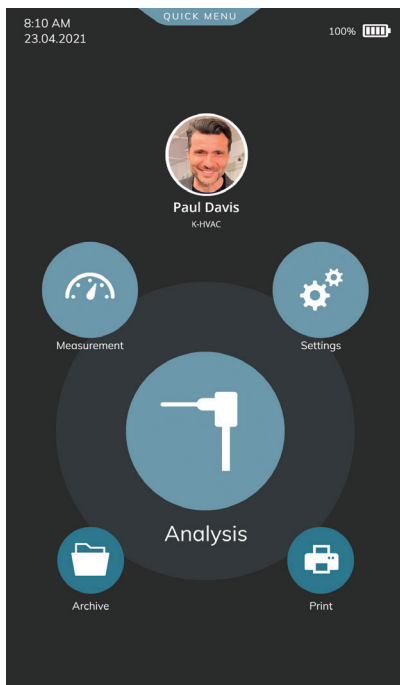 QUICK MENU
8:10 AM
23.04.2021
100%
Paul Davis
K-HVAC
Measurement
Settings
Analysis
Archive
Print